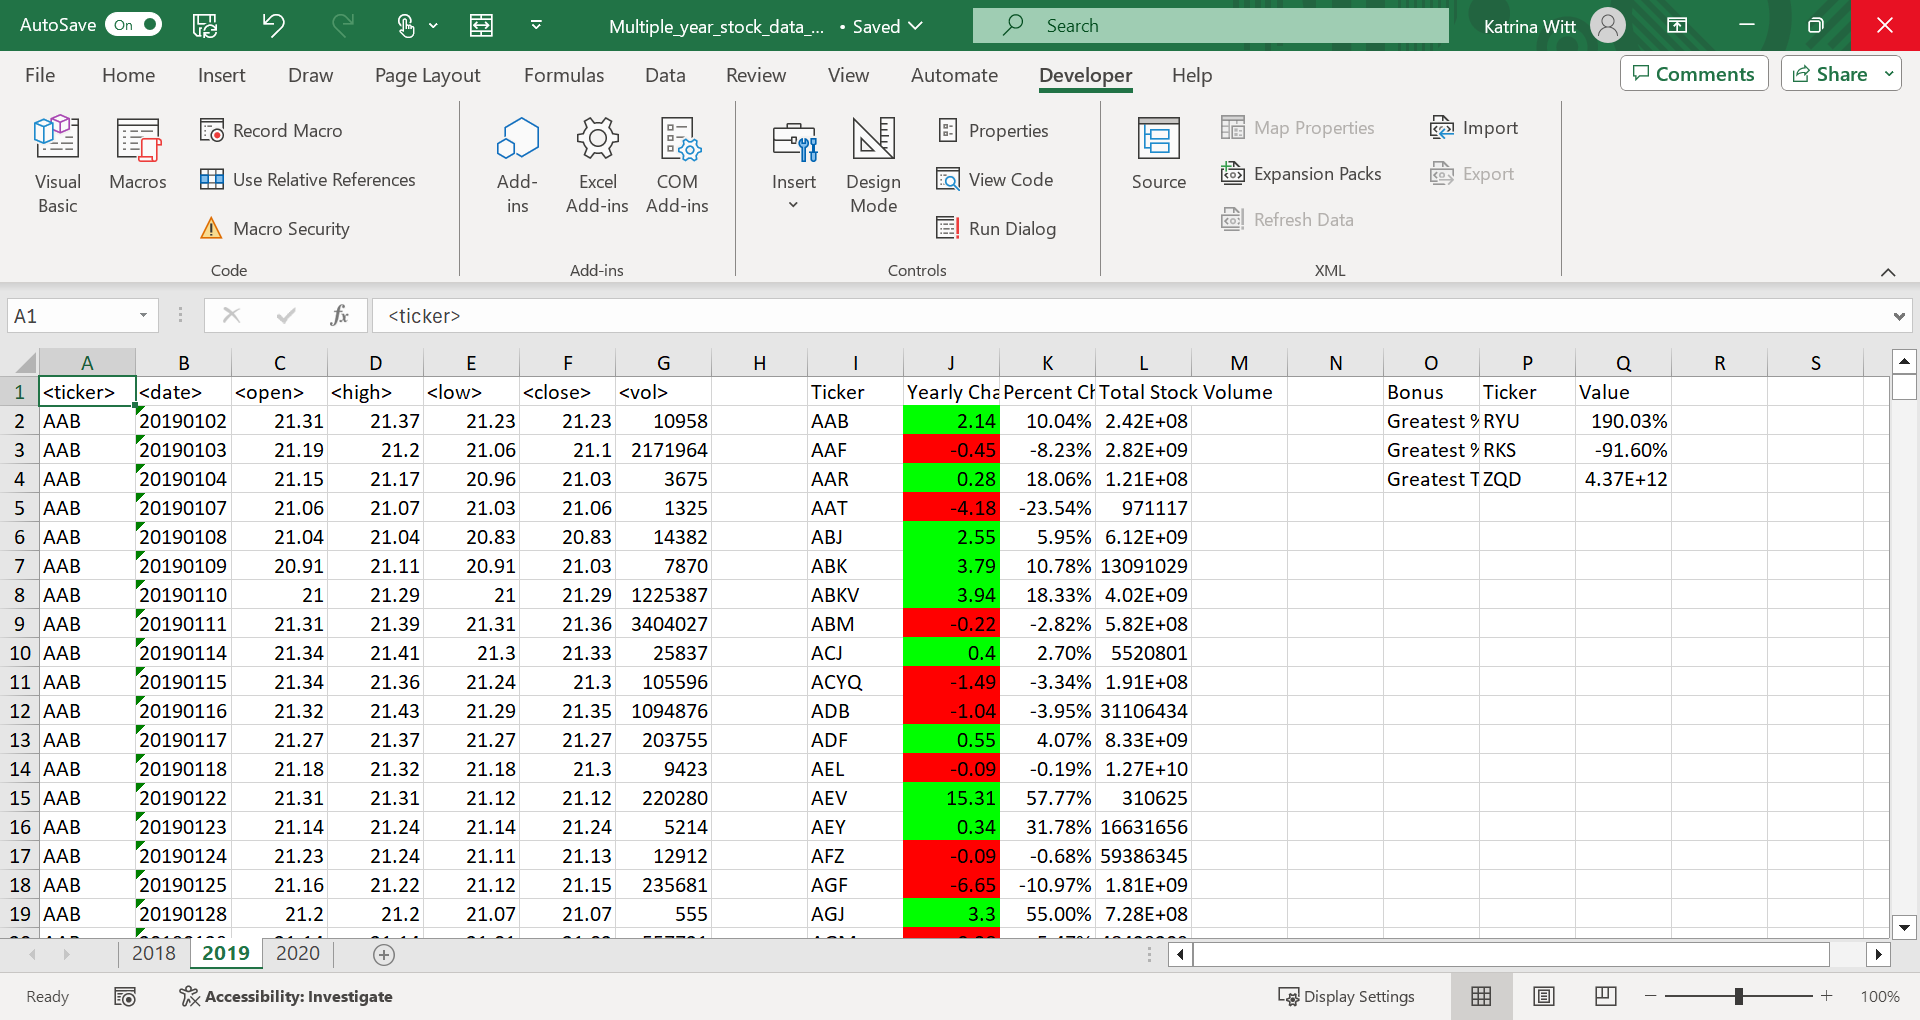 AutoSave On Multiple_year_stock_data_... • Saved Search Katrina Witt
File Home Insert Draw Page Layout Formulas Data Review View Automate Developer Help Comments Share
Visual Basic Macros Record Macro Use Relative References Macro Security
Code
Add-ins Excel Add-ins COM Add-ins
Add-ins
Insert Design Mode Properties View Code Run Dialog
Controls
Source Map Properties Expansion Packs Refresh Data Import Export
XML
A1 fx <ticker>
A B C D E F G H I J K L M N O P Q R S
1 <ticker> <date> <open> <high> <low> <close> <vol> Ticker Yearly Cha Percent Ch Total Stock Volume Bonus Ticker Value
2 AAB 20190102 21.31 21.37 21.23 21.23 10958 AAB 2.14 10.04% 2.42E+08 Greatest % RYU 190.03%
3 AAB 20190103 21.19 21.2 21.06 21.1 2171964 AAF -0.45 -8.23% 2.82E+09 Greatest % RKS -91.60%
4 AAB 20190104 21.15 21.17 20.96 21.03 3675 AAR 0.28 18.06% 1.21E+08 Greatest T ZQD 4.37E+12
5 AAB 20190107 21.06 21.07 21.03 21.06 1325 AAT -4.18 -23.54% 971117
6 AAB 20190108 21.04 21.04 20.83 20.83 14382 ABJ 2.55 5.95% 6.12E+09
7 AAB 20190109 20.91 21.11 20.91 21.03 7870 ABK 3.79 10.78% 13091029
8 AAB 20190110 21 21.29 21 21.29 1225387 ABKV 3.94 18.33% 4.02E+09
9 AAB 20190111 21.31 21.39 21.31 21.36 3404027 ABM -0.22 -2.82% 5.82E+08
10 AAB 20190114 21.34 21.41 21.3 21.33 25837 ACJ 0.4 2.70% 5520801
11 AAB 20190115 21.34 21.36 21.24 21.3 105596 ACYQ -1.49 -3.34% 1.91E+08
12 AAB 20190116 21.32 21.43 21.29 21.35 1094876 ADB -1.04 -3.95% 31106434
13 AAB 20190117 21.27 21.37 21.27 21.27 203755 ADF 0.55 4.07% 8.33E+09
14 AAB 20190118 21.18 21.32 21.18 21.3 9423 AEL -0.09 -0.19% 1.27E+10
15 AAB 20190122 21.31 21.31 21.12 21.12 220280 AEV 15.31 57.77% 310625
16 AAB 20190123 21.14 21.24 21.14 21.24 5214 AEY 0.34 31.78% 16631656
17 AAB 20190124 21.23 21.24 21.11 21.13 12912 AFZ -0.09 -0.68% 59386345
18 AAB 20190125 21.16 21.22 21.12 21.15 235681 AGF -6.65 -10.97% 1.81E+09
19 AAB 20190128 21.2 21.2 21.07 21.07 555 AGJ 3.3 55.00% 7.28E+08
2018 2019 2020
Ready Accessibility: Investigate Display Settings 100%